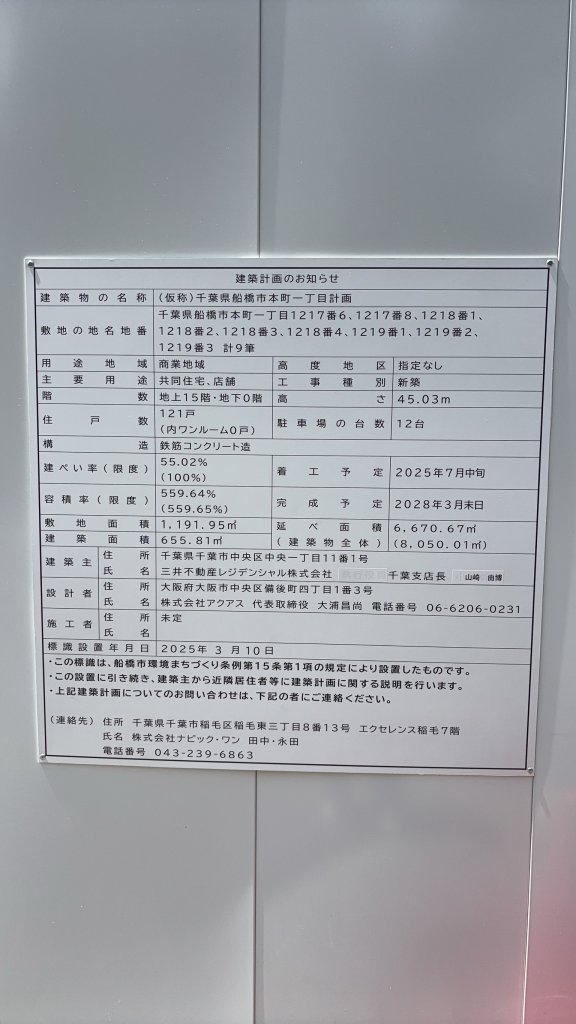 建築計画のお知らせ
建築物の名称 (仮称)千葉県船橋市本町一丁目計画
敷地の地名地番 千葉県船橋市本町一丁目1217番6、1217番8、1218番1、
1218番2、1218番3、1218番4、1219番1、1219番2、
1219番3 計9筆
用途地域 商業地域 高度地区 指定なし
主要用途 共同住宅、店舗 工事種別 新築
階数 地上15階・地下0階 高さ 45.03m
住戸数 121戸
(内ワンルーム0戸) 駐車場の台数 12台
構造 鉄筋コンクリート造
建ぺい率(限度) 55.02%
(100%) 着工予定 2025年7月中旬
容積率(限度) 559.64%
(559.65%) 完成予定 2028年3月末日
敷地面積 1,191.95㎡ 延べ面積 6,670.67㎡
建築面積 655.81㎡ (建築物全体) (8,050.01㎡)
建築主 住所 千葉県千葉市中央区中央一丁目11番1号
氏名 三井不動産レジデンシャル株式会社 千葉支店長 山崎 由博
設計者 住所 大阪府大阪市中央区備後町四丁目1番3号
氏名 株式会社アクアス 代表取締役 大浦昌尚 電話番号 06-6206-0231
施工者 住所 未定
氏名
標識設置年月日 2025年 3月10日
・この標識は、船橋市環境まちづくり条例第15条第1項の規定により設置したものです。
・この設置に引き続き、建築主から近隣居住者等に建築計画に関する説明を行います。
・上記建築計画についてのお問い合わせは、下記の者にご連絡ください。
(連絡先) 住所 千葉県千葉市稲毛区稲毛東三丁目8番13号 エクセレンス稲毛7階
氏名 株式会社ナビック・ワン 田中・永田
電話番号 043-239-6863